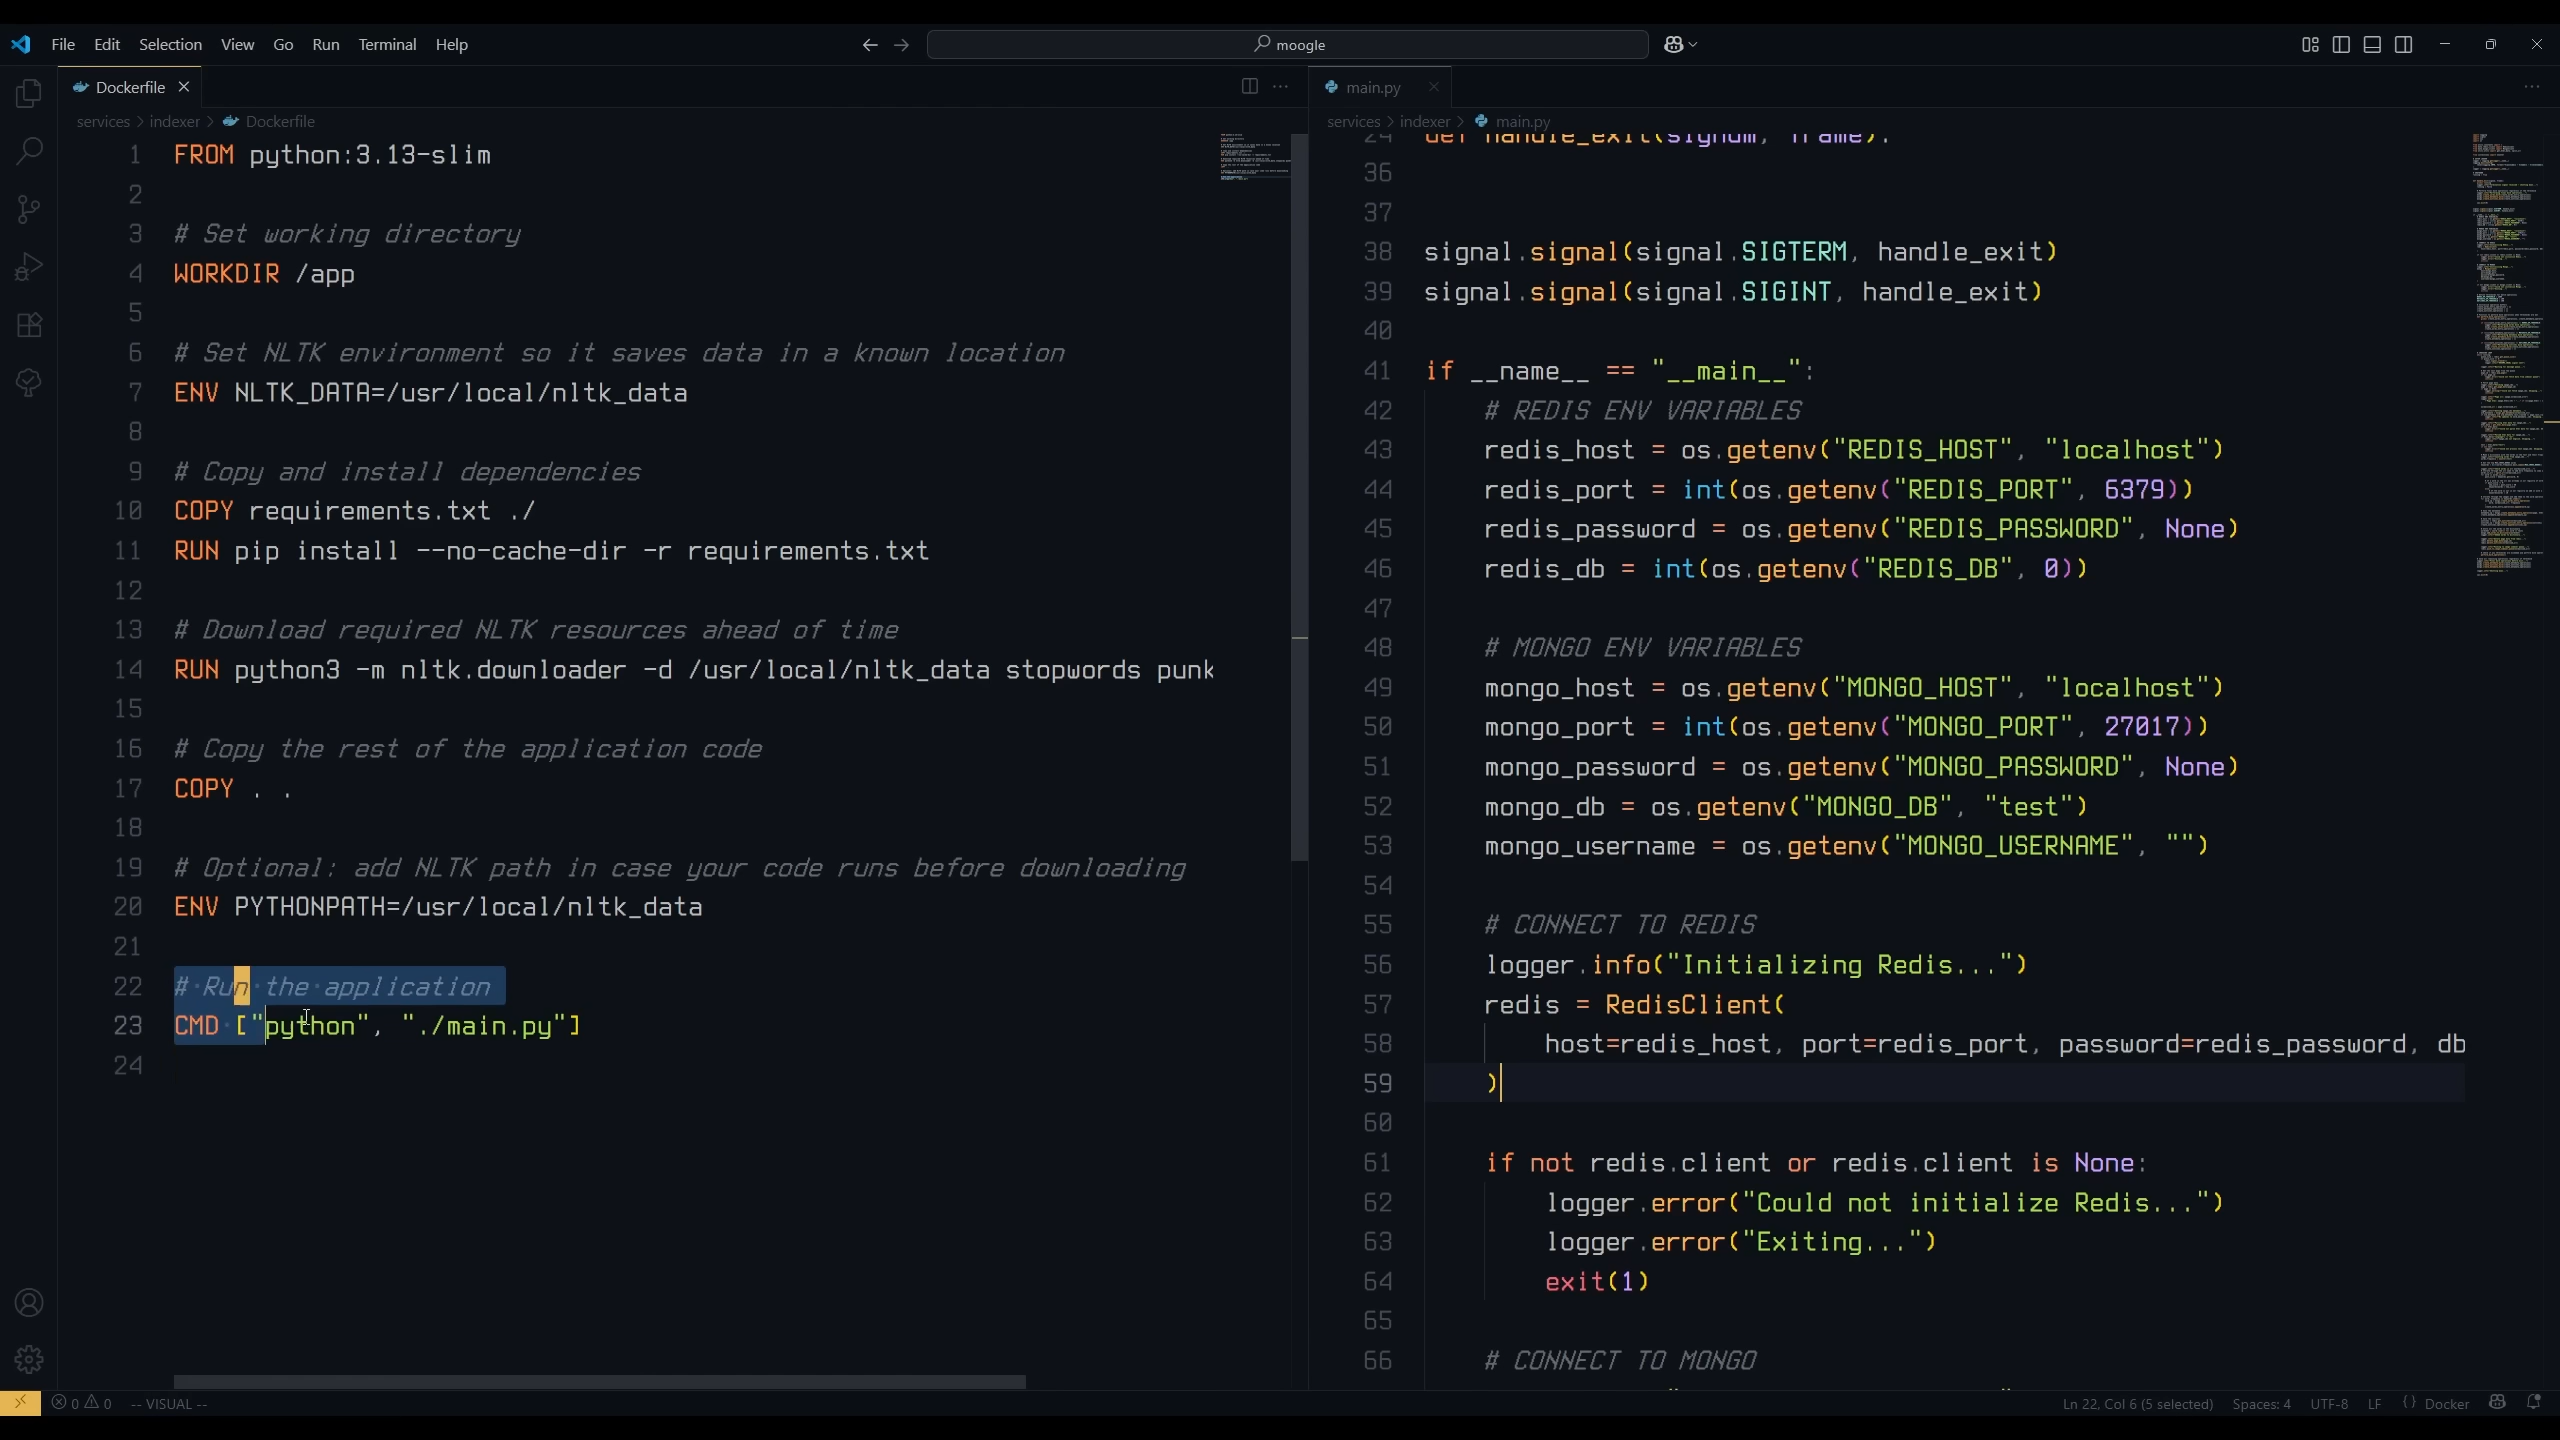 File Edit Selection View Go Run Terminal Help
moogle
Dockerfile
services > indexer > Dockerfile
1 FROM python:3.13-slim
2
3 # Set working directory
4 WORKDIR /app
5
6 # Set NLTK environment so it saves data in a known location
7 ENV NLTK_DATA=/usr/local/nltk_data
8
9 # Copy and install dependencies
10 COPY requirements.txt ./
11 RUN pip install --no-cache-dir -r requirements.txt
12
13 # Download required NLTK resources ahead of time
14 RUN python3 -m nltk.downloader -d /usr/local/nltk_data stopwords punk
15
16 # Copy the rest of the application code
17 COPY . .
18
19 # Optional: add NLTK path in case your code runs before downloading
20 ENV PYTHONPATH=/usr/local/nltk_data
21
22 # Run the application
23 CMD ["python", "./main.py"]
24
main.py
services > indexer > main.py
24 def handle_exit(signum, frame):
36
37
38 signal.signal(signal.SIGTERM, handle_exit)
39 signal.signal(signal.SIGINT, handle_exit)
40
41 if __name__ == "__main__":
42 # REDIS ENV VARIABLES
43 redis_host = os.getenv("REDIS_HOST", "localhost")
44 redis_port = int(os.getenv("REDIS_PORT", 6379))
45 redis_password = os.getenv("REDIS_PASSWORD", None)
46 redis_db = int(os.getenv("REDIS_DB", 0))
47
48 # MONGO ENV VARIABLES
49 mongo_host = os.getenv("MONGO_HOST", "localhost")
50 mongo_port = int(os.getenv("MONGO_PORT", 27017))
51 mongo_password = os.getenv("MONGO_PASSWORD", None)
52 mongo_db = os.getenv("MONGO_DB", "test")
53 mongo_username = os.getenv("MONGO_USERNAME", "")
54
55 # CONNECT TO REDIS
56 logger.info("Initializing Redis...")
57 redis = RedisClient(
58 host=redis_host, port=redis_port, password=redis_password, db
59 )
60
61 if not redis.client or redis.client is None:
62 logger.error("Could not initialize Redis...")
63 logger.error("Exiting...")
64 exit(1)
65
66 # CONNECT TO MONGO
0 0 -- VISUAL -- Ln 22, Col 6 (5 selected) Spaces: 4 UTF-8 LF {} Docker